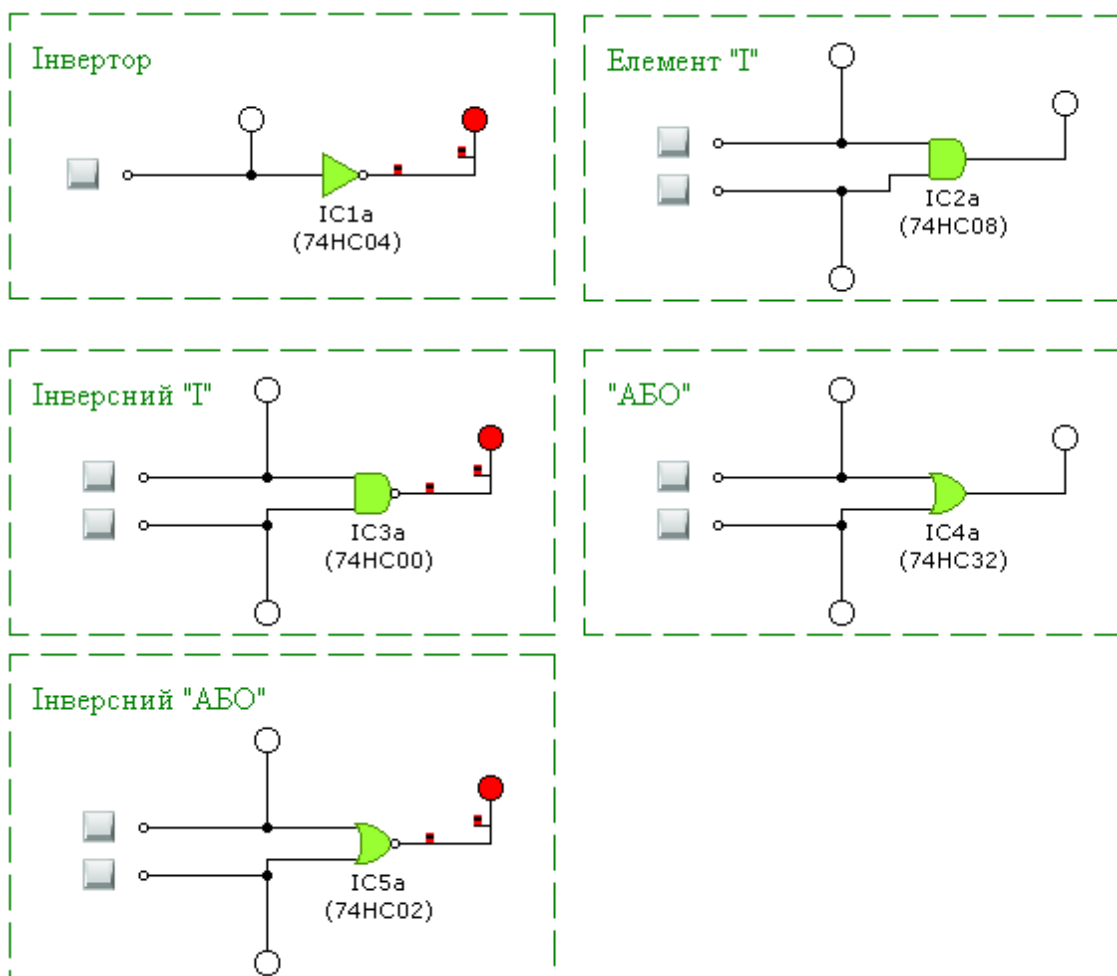 Інвертор
IC1a
(74HC04)
Елемент "І"
IC2a
(74HC08)
Інверсний "І"
IC3a
(74HC00)
"АБО"
IC4a
(74HC32)
Інверсний "АБО"
IC5a
(74HC02)